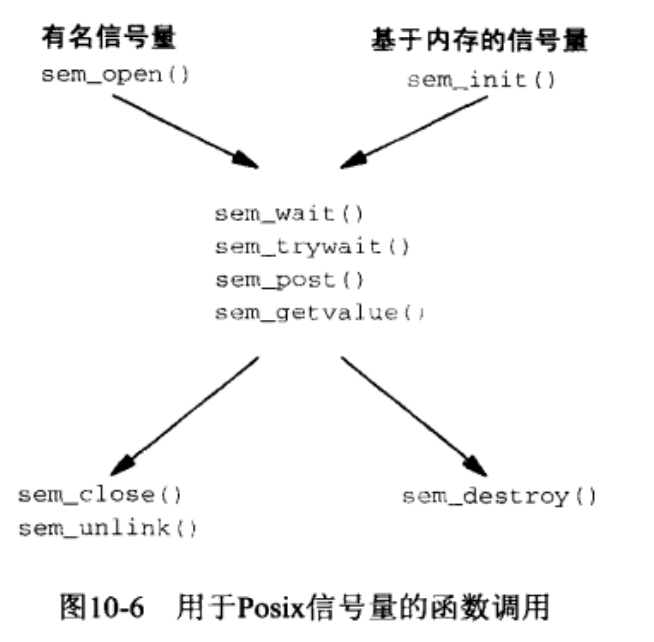 有名信号量
sem_open()
基于内存的信号量
sem_init()
sem_wait()
sem_trywait()
sem_post()
sem_getvalue()
sem_close()
sem_unlink()
sem_destroy()
图10-6 用于Posix信号量的函数调用